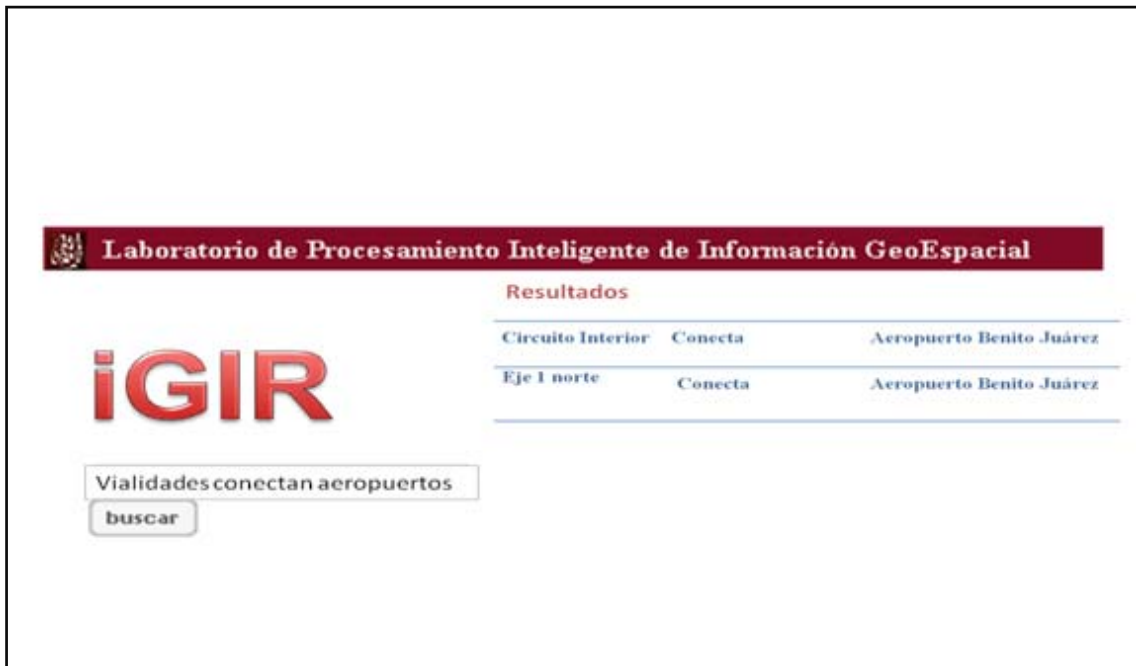 Laboratorio de Procesamiento Inteligente de Información GeoEspacial
iGIR
Vialidades conectan aeropuertos
buscar
Resultados
Circuito Interior Conecta Aeropuerto Benito Juárez
Eje 1 norte Conecta Aeropuerto Benito Juárez